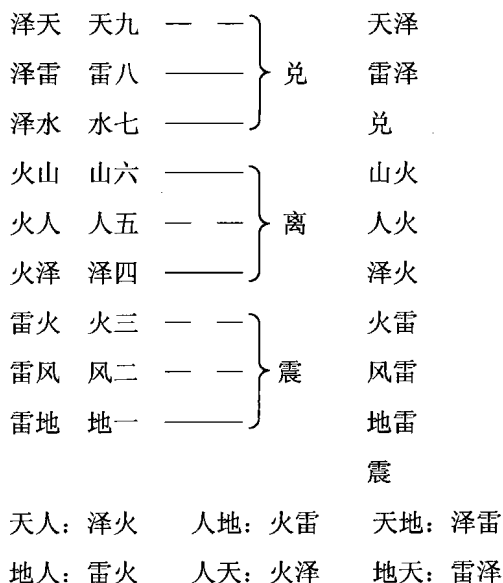 泽天 天九 — — 天泽
泽雷 雷八 —— 兑 雷泽
泽水 水七 —— 兑
火山 山六 —— 山火
火人 人五 — — 离 人火
火泽 泽四 —— 泽火
雷火 火三 — — 火雷
雷风 风二 — — 震 风雷
雷地 地一 —— 地雷
震
天人：泽火 人地：火雷 天地：泽雷
地人：雷火 人天：火泽 地天：雷泽